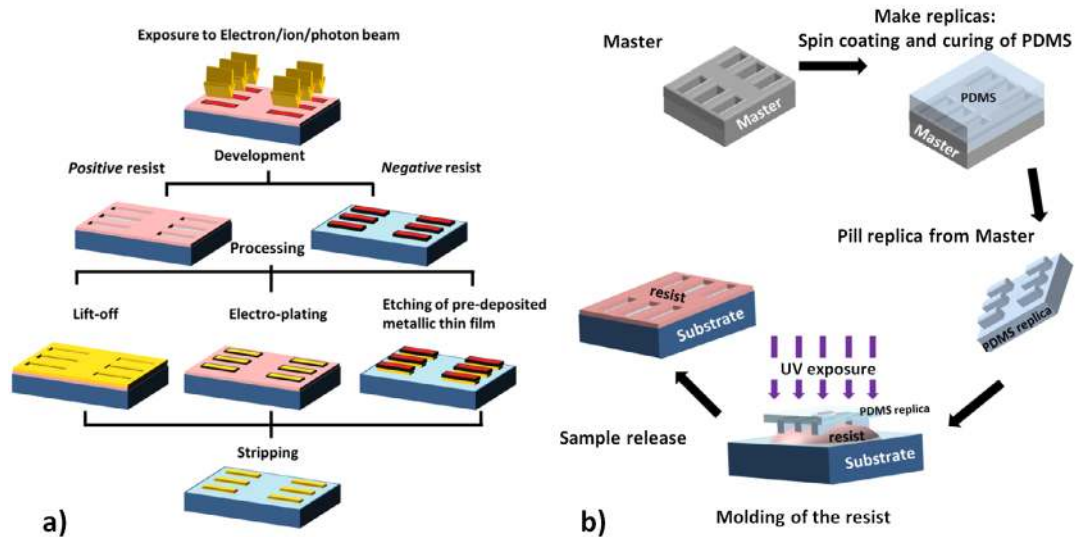 Exposure to Electron/ion/photon beam
Development
Positive resist
Negative resist
Processing
Lift-off
Electro-plating
Etching of pre-deposited
metallic thin film
Stripping
a)
Master
Make replicas:
Spin coating and curing of PDMS
Master
PDMS
Master
Pill replica from Master
PDMS replica
resist
Substrate
UV exposure
PDMS replica
resist
Substrate
Sample release
Molding of the resist
b)